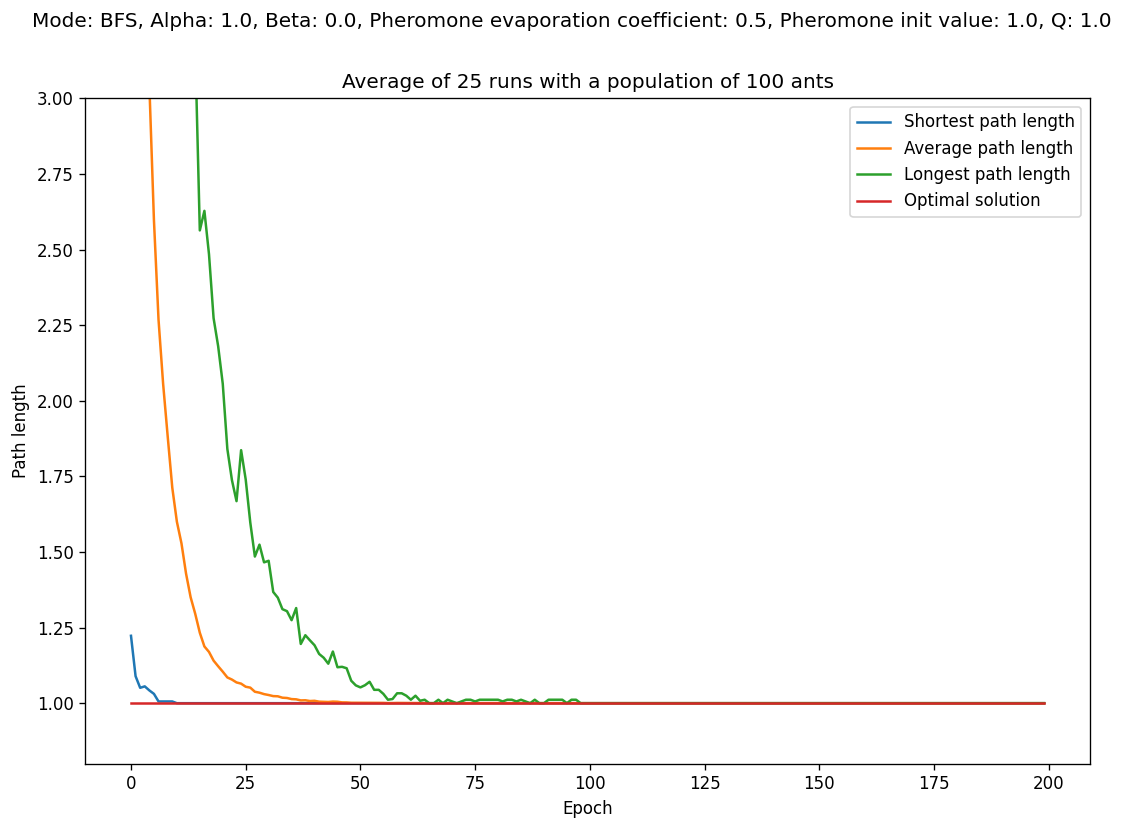 Mode: BFS, Alpha: 1.0, Beta: 0.0, Pheromone evaporation coefficient: 0.5, Pheromone init value: 1.0, Q: 1.0
Average of 25 runs with a population of 100 ants
3.00
2.75
2.50
2.25
2.00
1.75
1.50
1.25
1.00
Path length
Shortest path length
Average path length
Longest path length
Optimal solution
0
25
50
75
100
125
150
175
200
Epoch